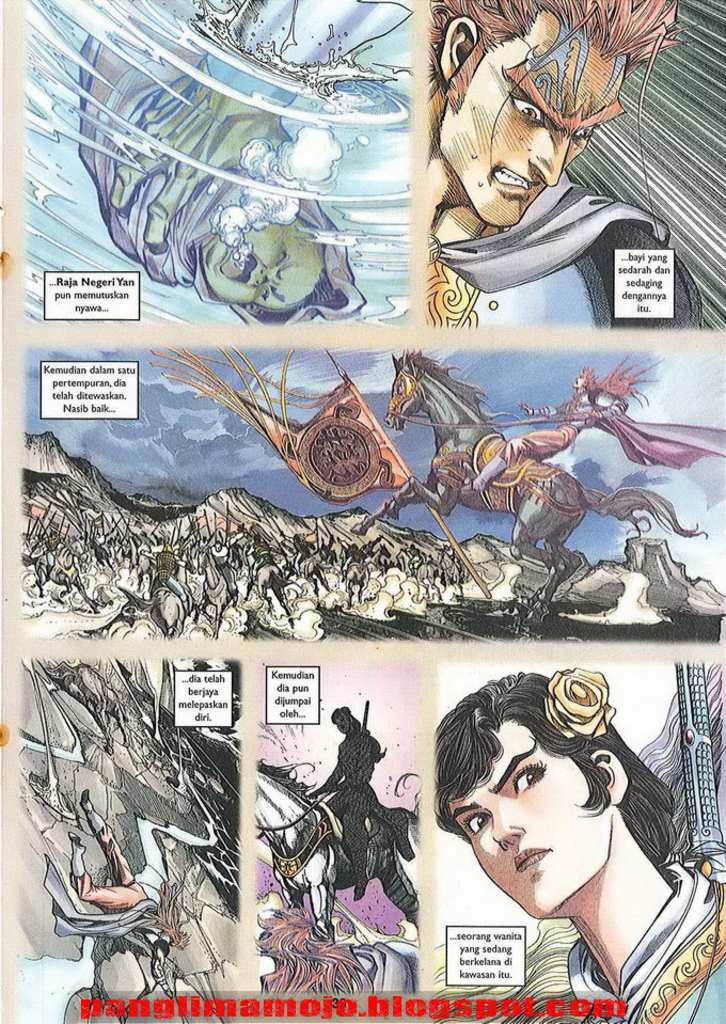 ...Raja Negeri Yan
pun memutuskan
nyawa...
...bayi yang
sedarah dan
sedaging
dengannya
itu.
Kemudian dalam satu
pertempuran, dia
telah ditewaskan.
Nasib baik...
...dia telah
berjaya
melepaskan
diri.
Kemudian
dia pun
dijumpai
oleh...
...seorang wanita
yang sedang
berkelana di
kawasan itu.
panglimamojo.blogspot.com